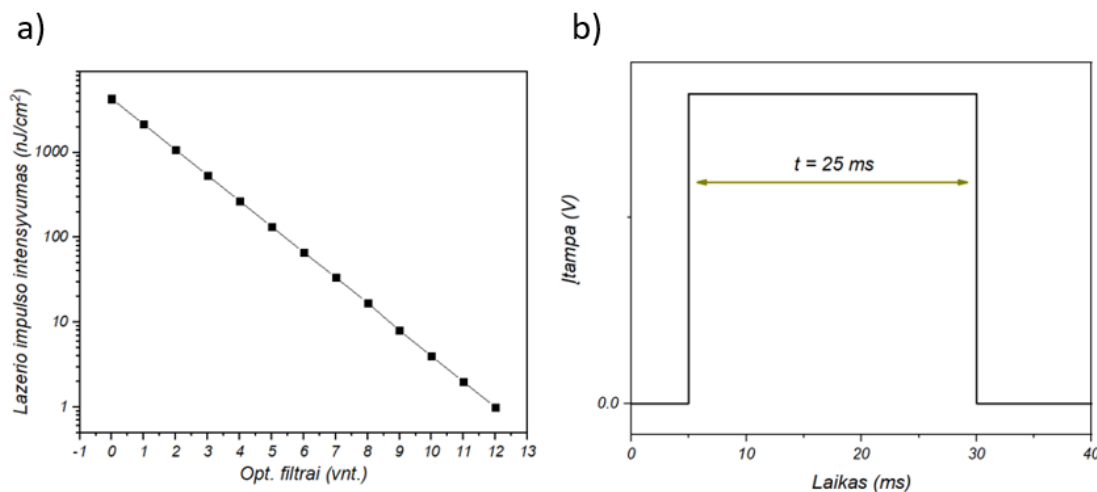 a)
Lazerio impulso intensyvumas (nJ/cm²)
1000
100
10
1
-1 0 1 2 3 4 5 6 7 8 9 10 11 12 13
Opt. filtrai (vnt.)
b)
Įtampa (V)
t = 25 ms
0.0
0 10 20 30 40
Laikas (ms)